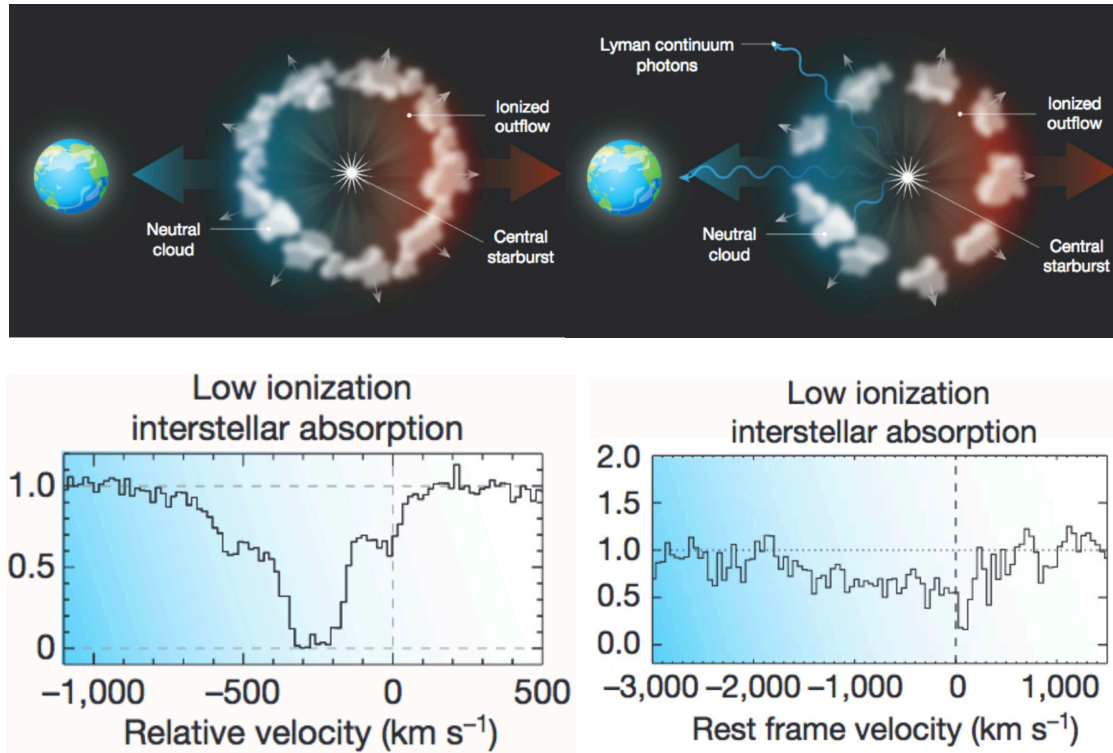 Ionized
outflow
Neutral
cloud
Central
starburst
Lyman continuum
photons
Ionized
outflow
Neutral
cloud
Central
starburst
Low ionization
interstellar absorption
1.0
0.5
0
−1,000 −500 0 500
Relative velocity (km s⁻¹)
Low ionization
interstellar absorption
2.0
1.5
1.0
0.5
0.0
−3,000 −2,000 −1,000 0 1,000
Rest frame velocity (km s⁻¹)